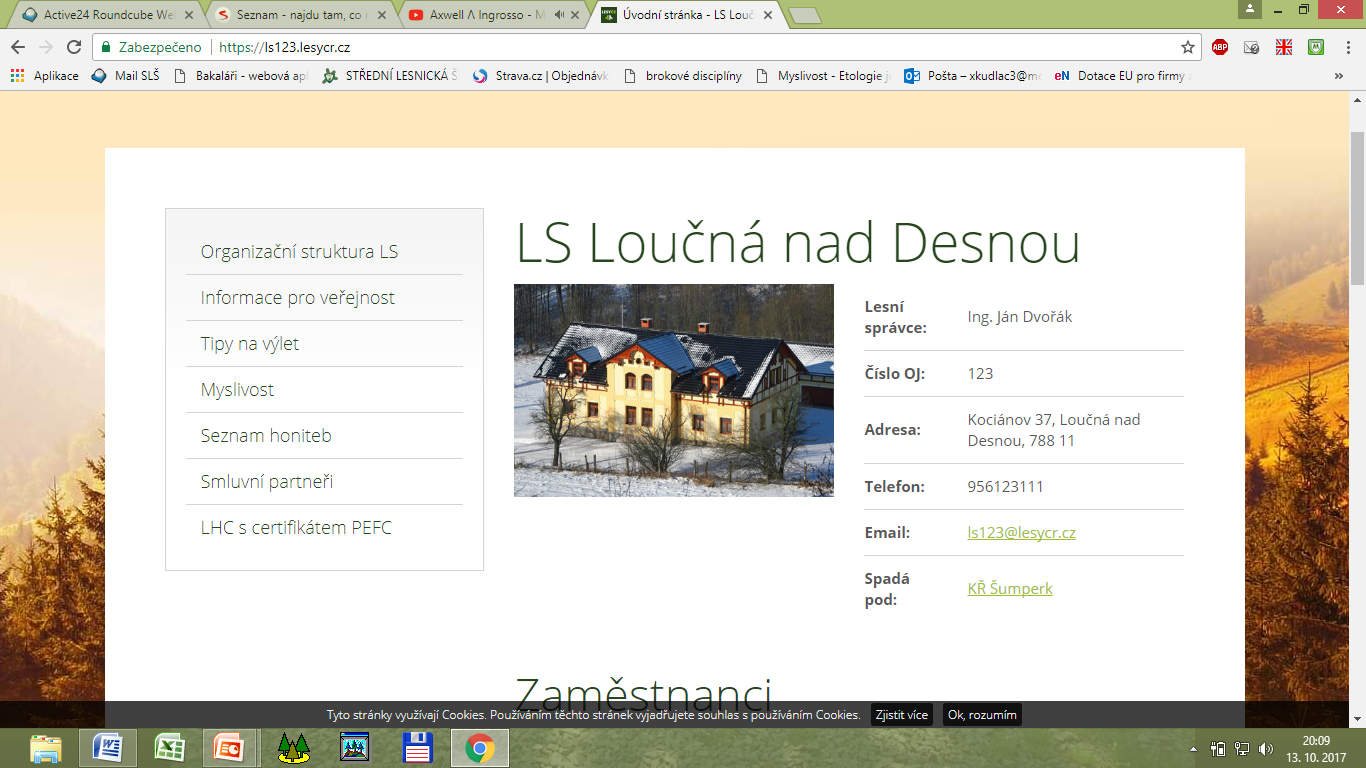 Active24 Roundcube We
Seznam - najdu tam, co
Axwell Λ Ingrosso - M
Úvodní stránka - LS Louč
Zabezpečeno
https://ls123.lesycr.cz
ABP
Aplikace
Mail SLŠ
Bakaláři - webová apl
STŘEDNÍ LESNICKÁ Š
Strava.cz | Objednávk
brokové disciplíny
Myslivost - Etologie je
Pošta – xkudlac3@me
eN Dotace EU pro firmy a
»
Organizační struktura LS
Informace pro veřejnost
Tipy na výlet
Myslivost
Seznam honiteb
Smluvní partneři
LHC s certifikátem PEFC
LS Loučná nad Desnou
Lesní
správce:
Ing. Ján Dvořák
Číslo OJ:
123
Adresa:
Kociánov 37, Loučná nad
Desnou, 788 11
Telefon:
956123111
Email:
ls123@lesycr.cz
Spadá
pod:
KŘ Šumperk
Zaměstnanci
Tyto stránky využívají Cookies. Používáním těchto stránek vyjadřujete souhlas s používáním Cookies.
Zjistit více
Ok, rozumím
20:09
13. 10. 2017